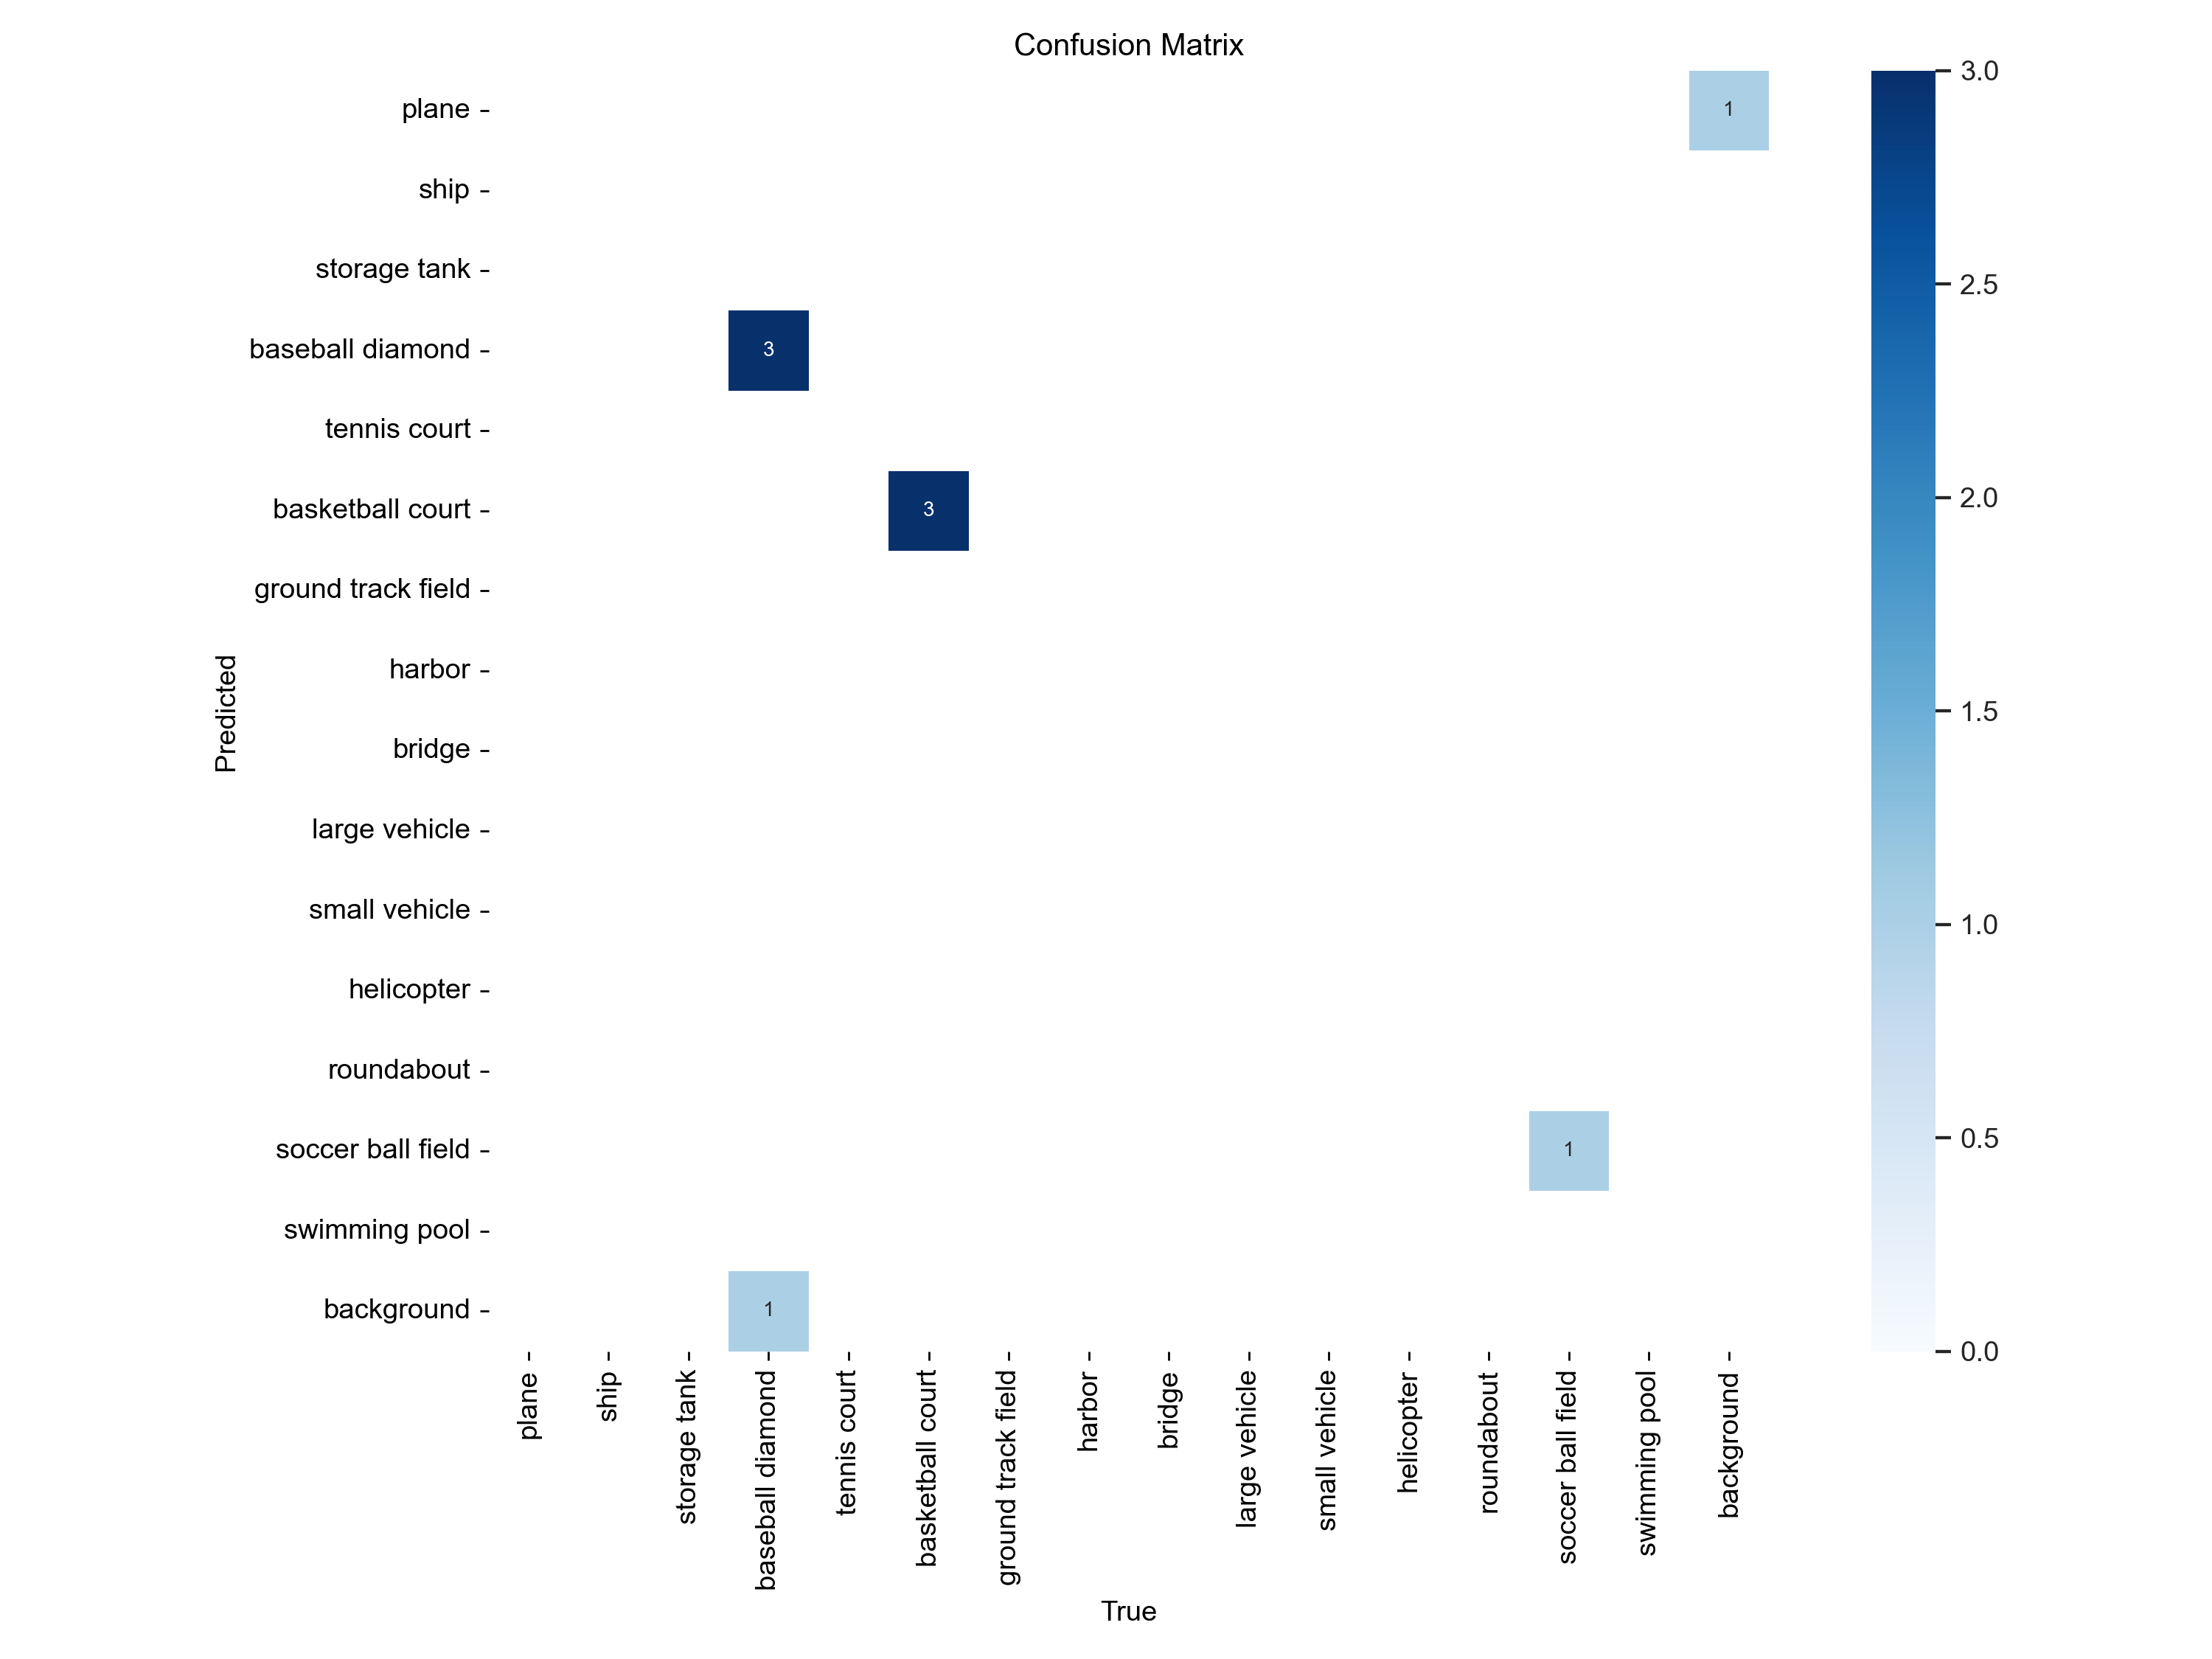 Confusion Matrix
plane
ship
storage tank
baseball diamond
tennis court
basketball court
ground track field
harbor
bridge
large vehicle
small vehicle
helicopter
roundabout
soccer ball field
swimming pool
background
Predicted
1
3
3
1
1
plane
ship
storage tank
baseball diamond
tennis court
basketball court
ground track field
harbor
bridge
large vehicle
small vehicle
helicopter
roundabout
soccer ball field
swimming pool
background
True
3.0
2.5
2.0
1.5
1.0
0.5
0.0